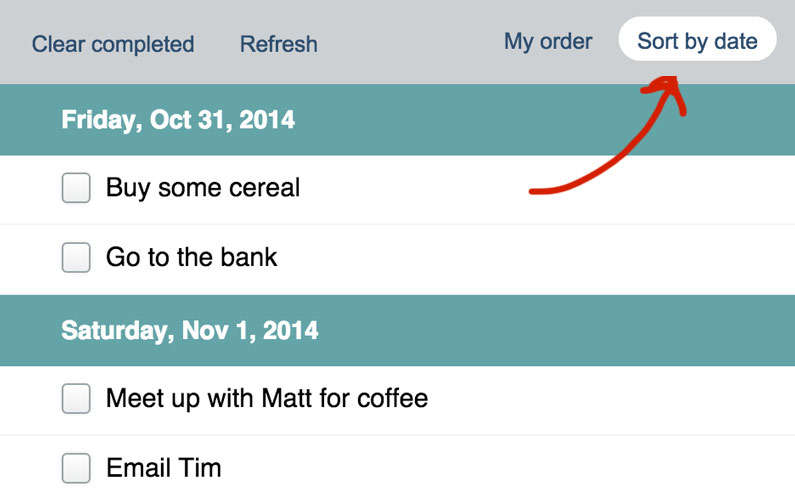 Clear completed Refresh My order Sort by date
Friday, Oct 31, 2014
Buy some cereal
Go to the bank
Saturday, Nov 1, 2014
Meet up with Matt for coffee
Email Tim